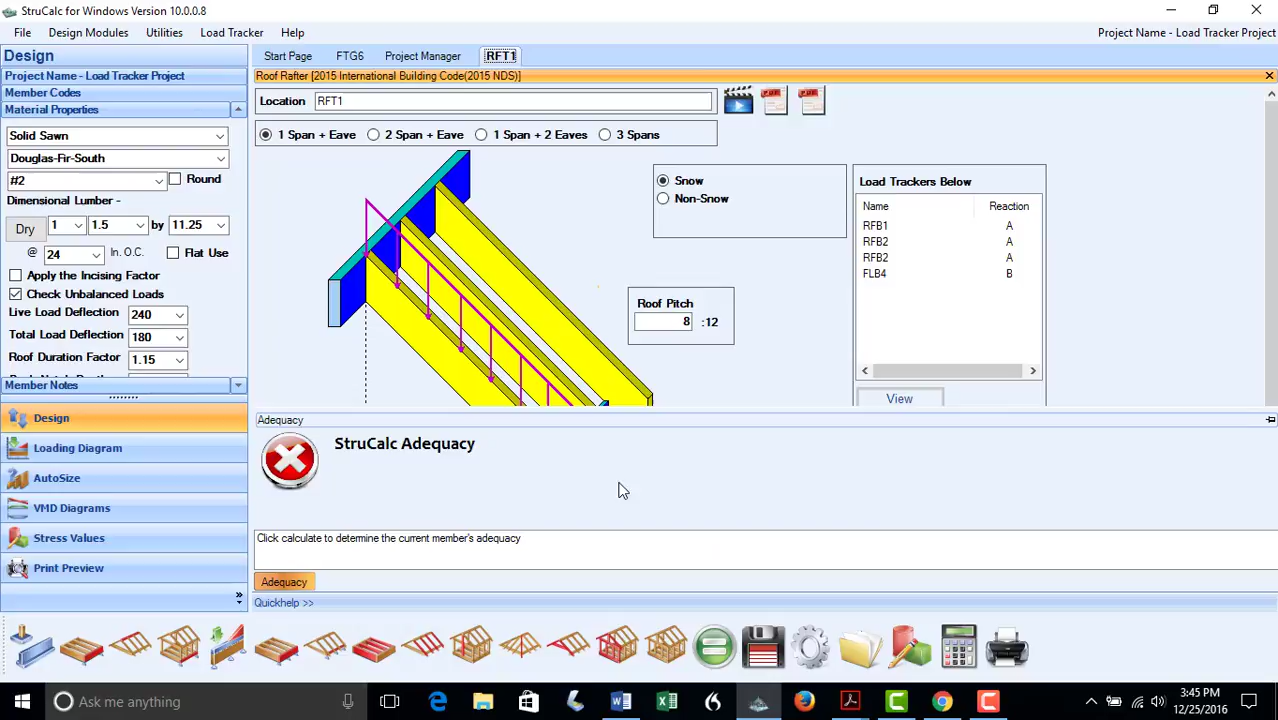 StruCalc for Windows Version 10.0.0.8
File Design Modules Utilities Load Tracker Help
Project Name - Load Tracker Project
Design
Project Name - Load Tracker Project
Member Codes
Material Properties
Solid Sawn
Douglas-Fir-South
#2
Round
Dimensional Lumber -
Dry 1 1.5 by 11.25
@ 24 In. O.C. Flat Use
Apply the Incising Factor
Check Unbalanced Loads
Live Load Deflection 240
Total Load Deflection 180
Roof Duration Factor 1.15
Member Notes
Design
Loading Diagram
AutoSize
VMD Diagrams
Stress Values
Print Preview
»
Start Page FTG6 Project Manager RFT1
Roof Rafter [2015 International Building Code(2015 NDS)]
Location RFT1
PDF PDF
1 Span + Eave 2 Span + Eave 1 Span + 2 Eaves 3 Spans
Snow
Non-Snow
Roof Pitch
8 :12
Load Trackers Below
Name Reaction
RFB1 A
RFB2 A
RFB2 A
FLB4 B
View
Adequacy
StruCalc Adequacy
Click calculate to determine the current member's adequacy
Adequacy
Quickhelp >>
Ask me anything
3:45 PM
12/25/2016